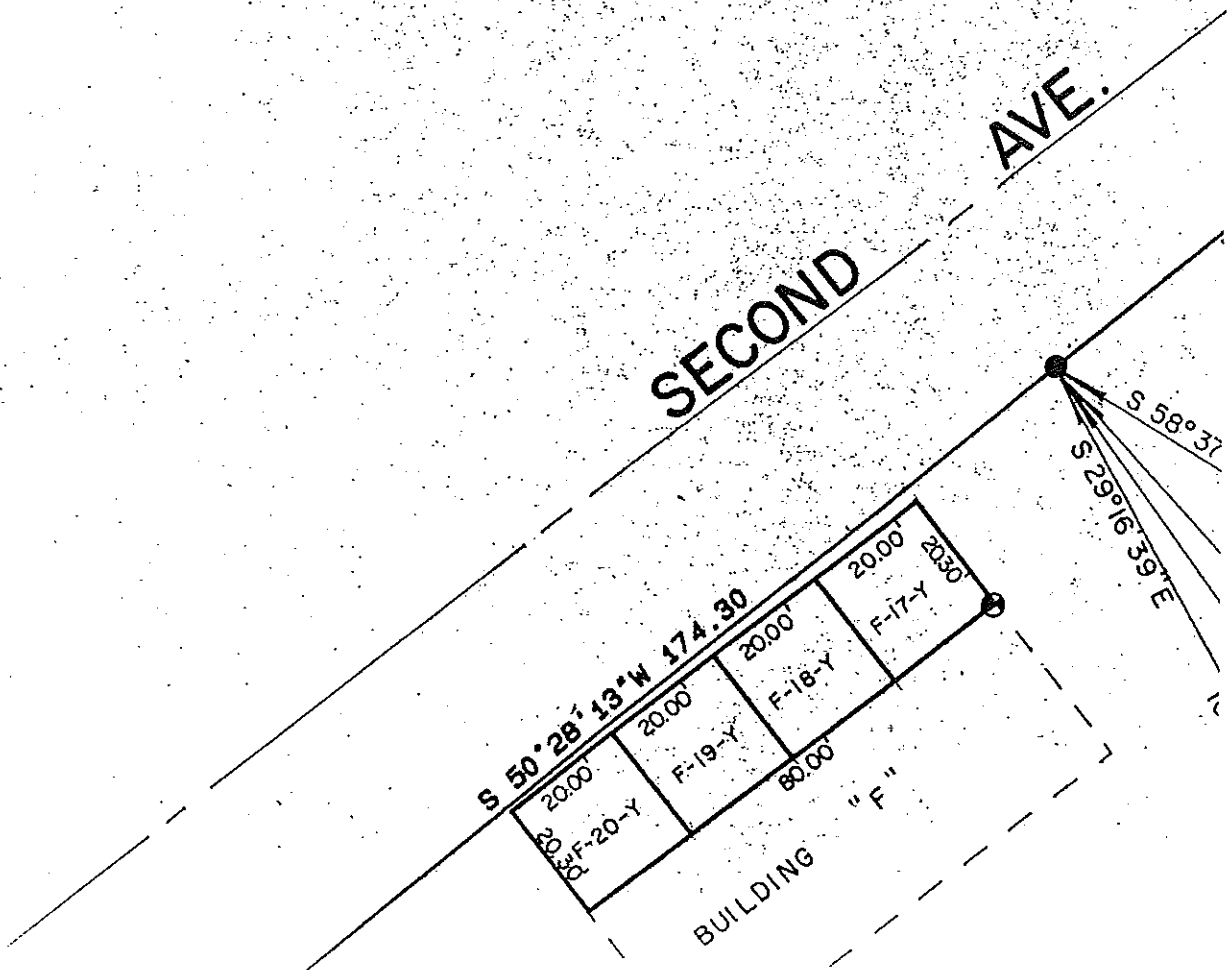 SECOND AVE.
S 58°37'
S 29°16'39"E
S 50°28'13"W 174.30
20.00'
20.30'
F-17-Y
20.00'
F-18-Y
20.00'
F-19-Y
20.00'
20.30'
F-20-Y
80.00'
BUILDING "F"